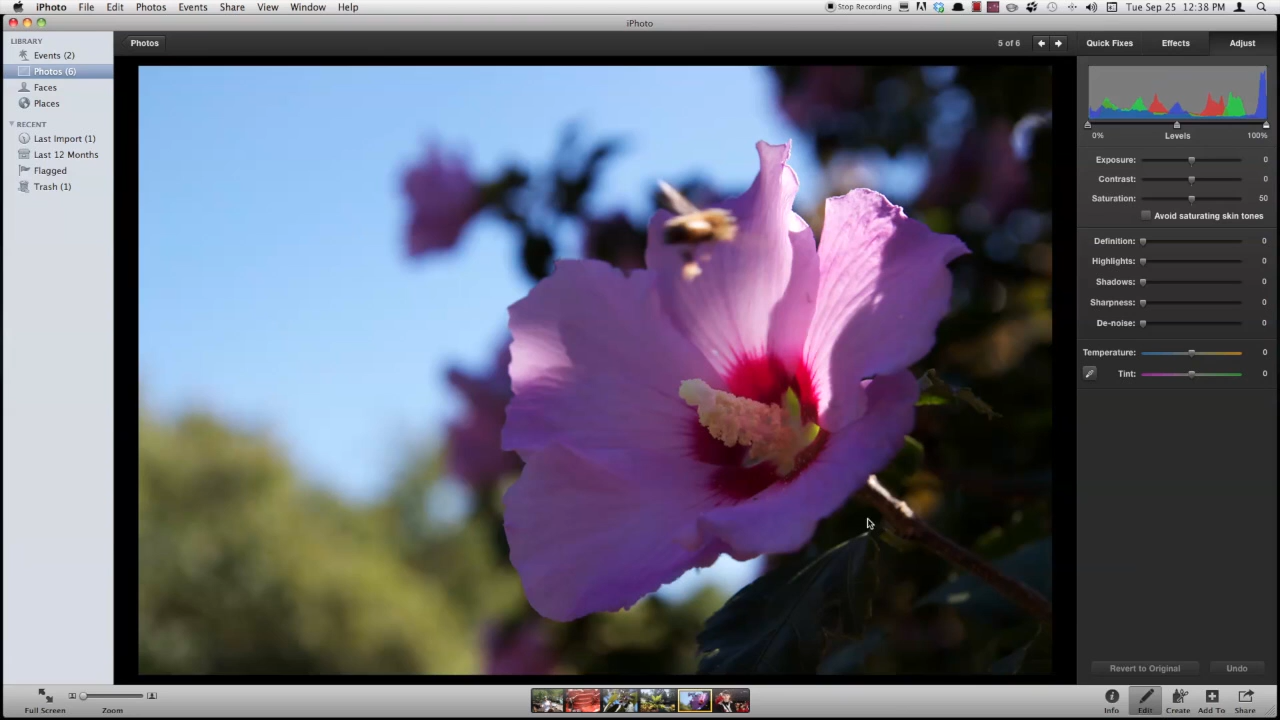 iPhoto File Edit Photos Events Share View Window Help Stop Recording Tue Sep 25 12:38 PM
iPhoto
LIBRARY
Events (2)
Photos (6)
Faces
Places
RECENT
Last Import (1)
Last 12 Months
Flagged
Trash (1)
Photos 5 of 6
Quick Fixes Effects Adjust
0% Levels 100%
Exposure: 0
Contrast: 0
Saturation: 50
Avoid saturating skin tones
Definition: 0
Highlights: 0
Shadows: 0
Sharpness: 0
De-noise: 0
Temperature: 0
Tint: 0
Revert to Original Undo
Full Screen Zoom
Info Edit Create Add To Share